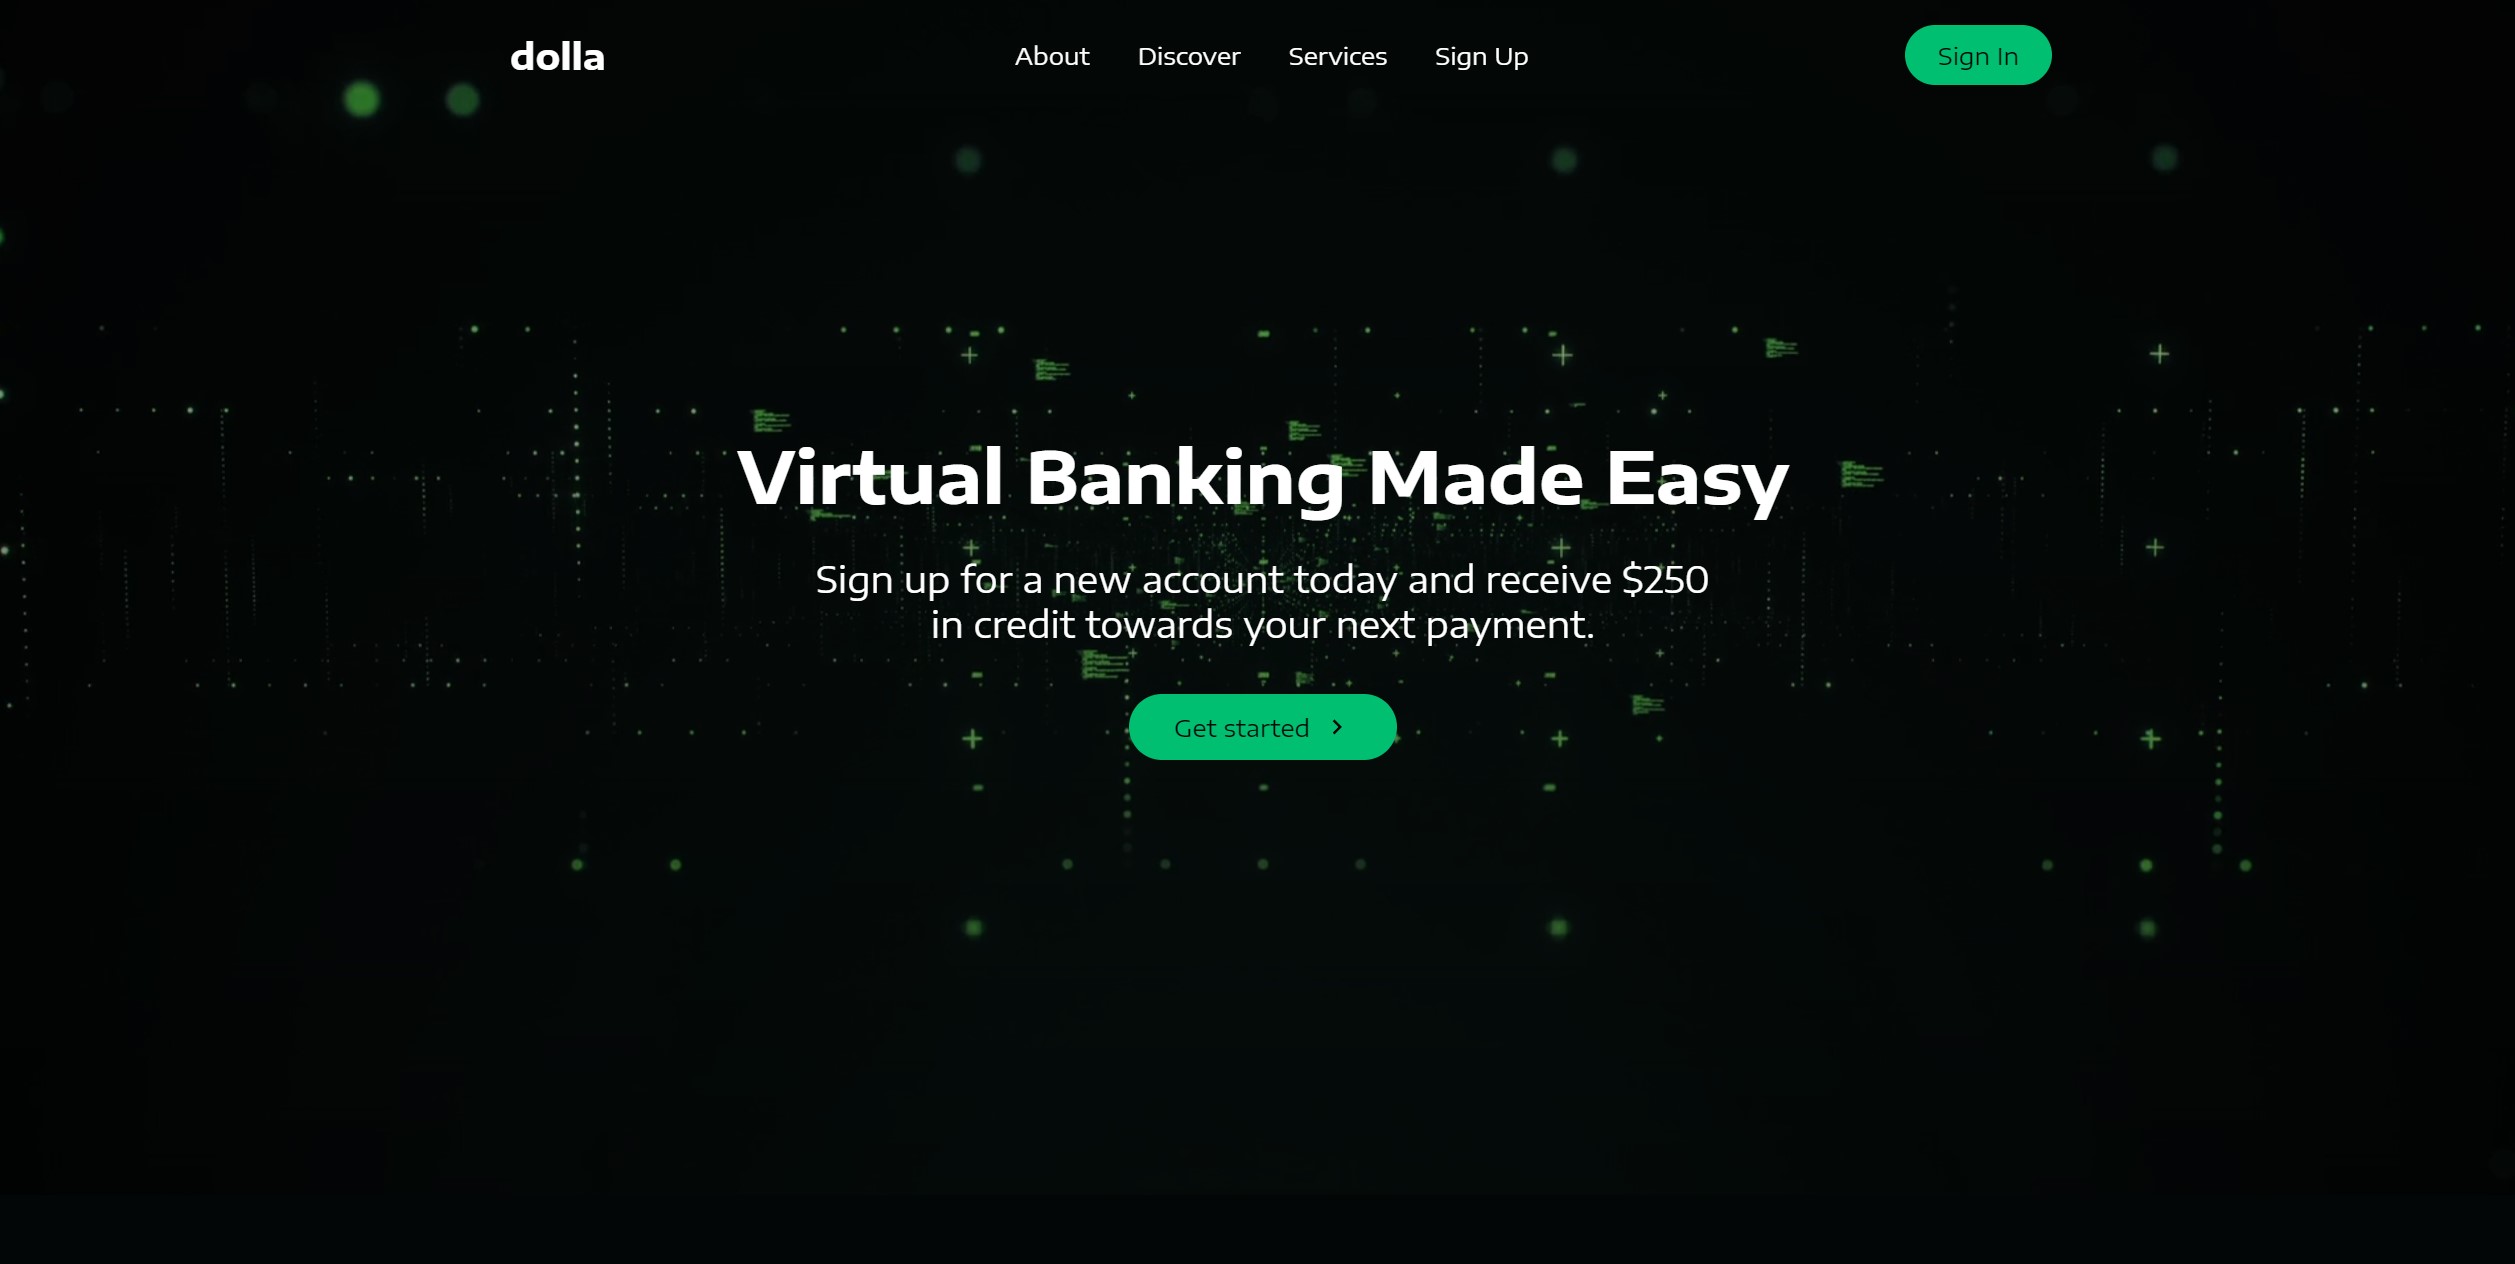 dolla
About Discover Services Sign Up
Sign In
Virtual Banking Made Easy
Sign up for a new account today and receive $250
in credit towards your next payment.
Get started